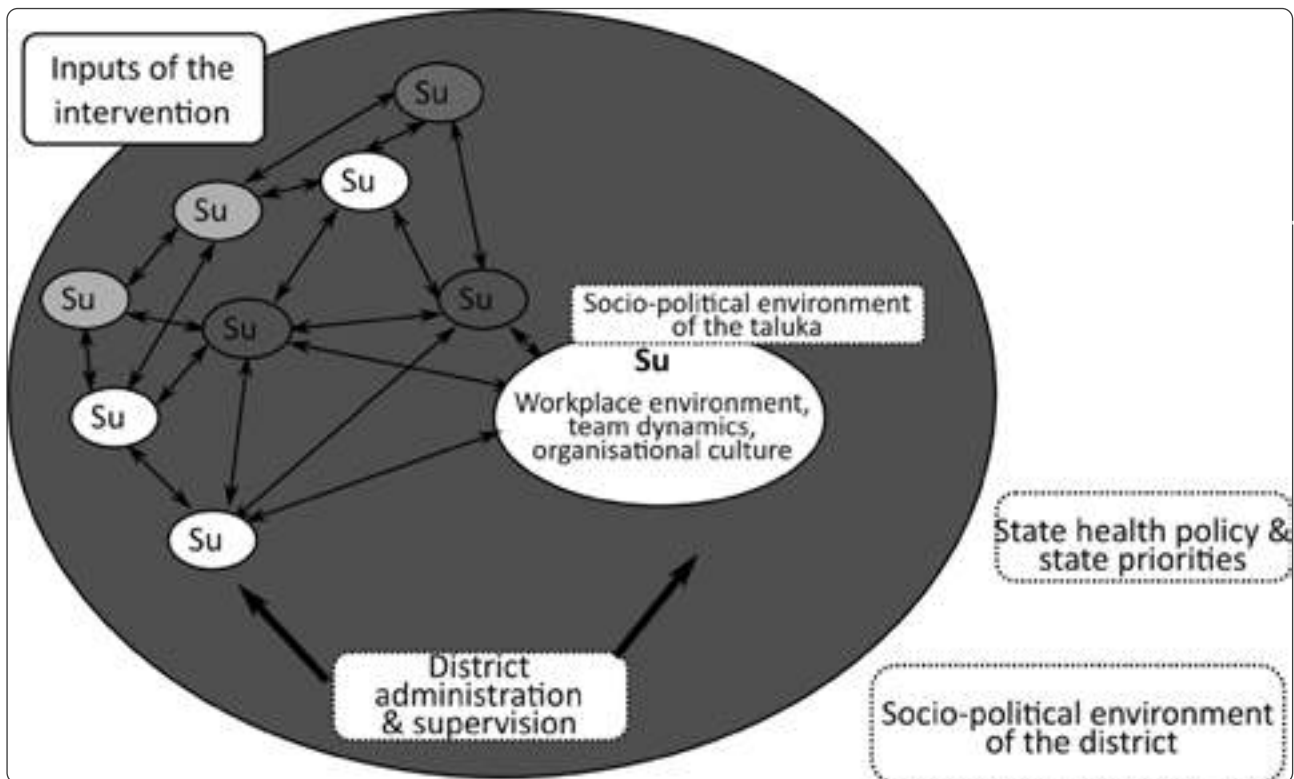 Inputs of the
intervention
Su
Su
Su
Su
Su
Su
Socio-political environment
of the taluka
Su
Workplace environment,
team dynamics,
organisational culture
Su
Su
State health policy &
state priorities
District
administration
& supervision
Socio-political environment
of the district